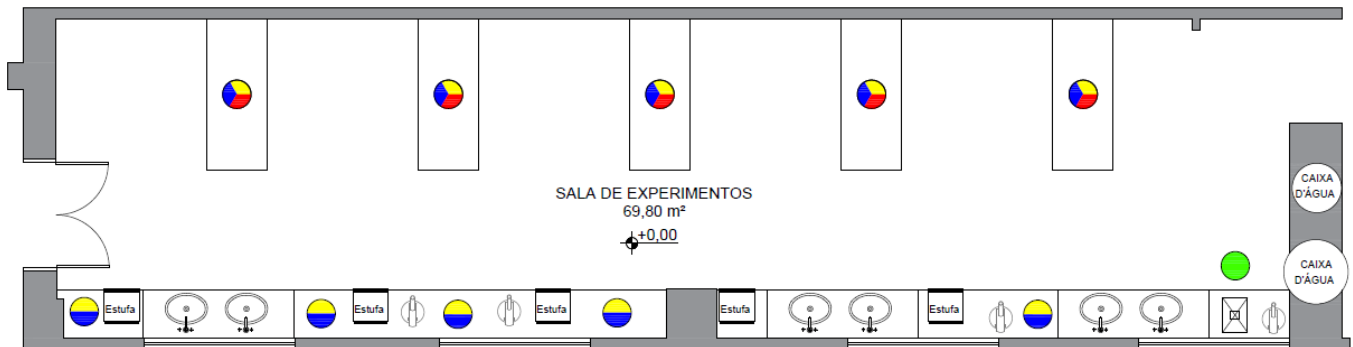 SALA DE EXPERIMENTOS
69,80 m²
+0,00
CAIXA
D'ÁGUA
CAIXA
D'ÁGUA
Estufa
Estufa
Estufa
Estufa
Estufa